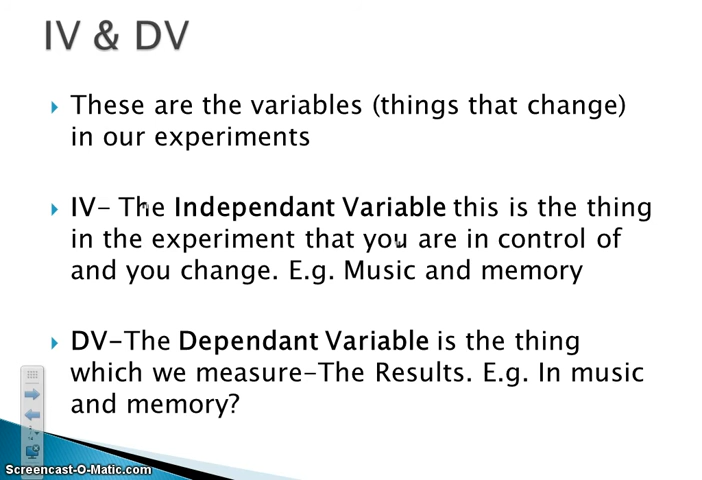 IV & DV
These are the variables (things that change)
in our experiments
IV- The Independant Variable this is the thing
in the experiment that you are in control of
and you change. E.g. Music and memory
DV-The Dependant Variable is the thing
which we measure-The Results. E.g. In music
and memory?
Screencast-O-Matic.com